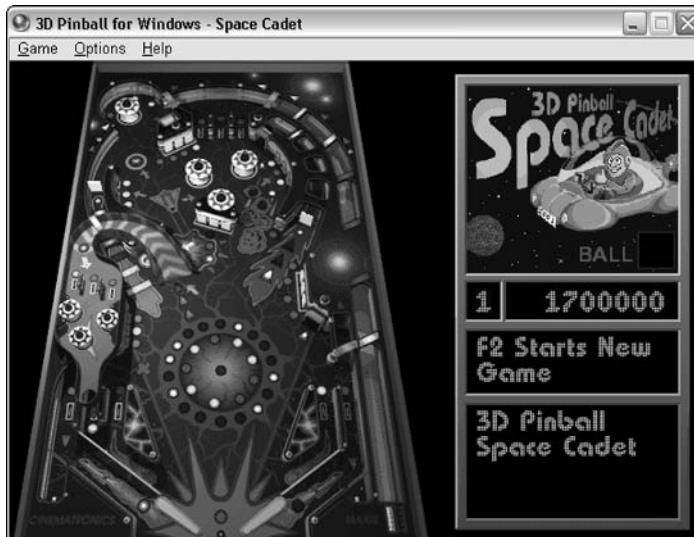 3D Pinball for Windows - Space Cadet
Game Options Help
3D Pinball
Space Cadet
BALL
1 1700000
F2 Starts New
Game
3D Pinball
Space Cadet
CINEMATRONICS MAXIS